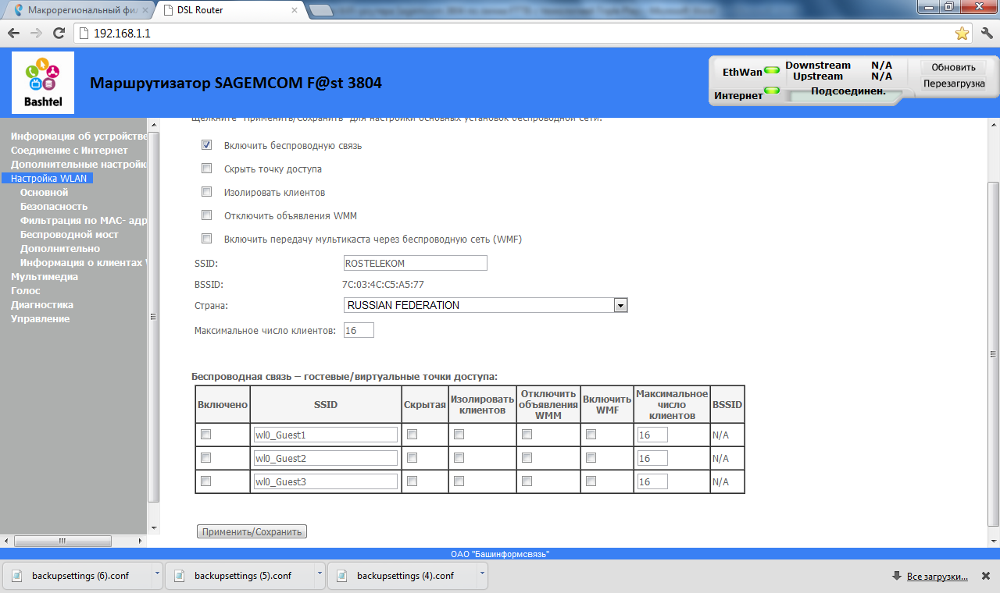 Макрорегиональный фил
DSL Router
192.168.1.1
Bashtel
Маршрутизатор SAGEMCOM F@st 3804
EthWan
Downstream N/A
Upstream N/A
Интернет
Подсоединен.
Обновить
Перезагрузка
Информация об устройстве
Соединение с Интернет
Дополнительные настройк
Настройка WLAN
Основной
Безопасность
Фильтрация по MAC- адр
Беспроводной мост
Дополнительно
Информация о клиентах
Мультимедиа
Голос
Диагностика
Управление
Щелкните "Применить/Сохранить" для настройки основных установок беспроводной сети.
Включить беспроводную связь
Скрыть точку доступа
Изолировать клиентов
Отключить объявления WMM
Включить передачу мультикаста через беспроводную сеть (WMF)
SSID: ROSTELEKOM
BSSID: 7C:03:4C:C5:A5:77
Страна: RUSSIAN FEDERATION
Максимальное число клиентов: 16
Беспроводная связь – гостевые/виртуальные точки доступа:
Включено SSID Скрытая Изолировать клиентов Отключить объявления WMM Включить WMF Максимальное число клиентов BSSID
wl0_Guest1 16 N/A
wl0_Guest2 16 N/A
wl0_Guest3 16 N/A
Применить/Сохранить
ОАО "Башинформсвязь"
backupsettings (6).conf
backupsettings (5).conf
backupsettings (4).conf
Все загрузки...